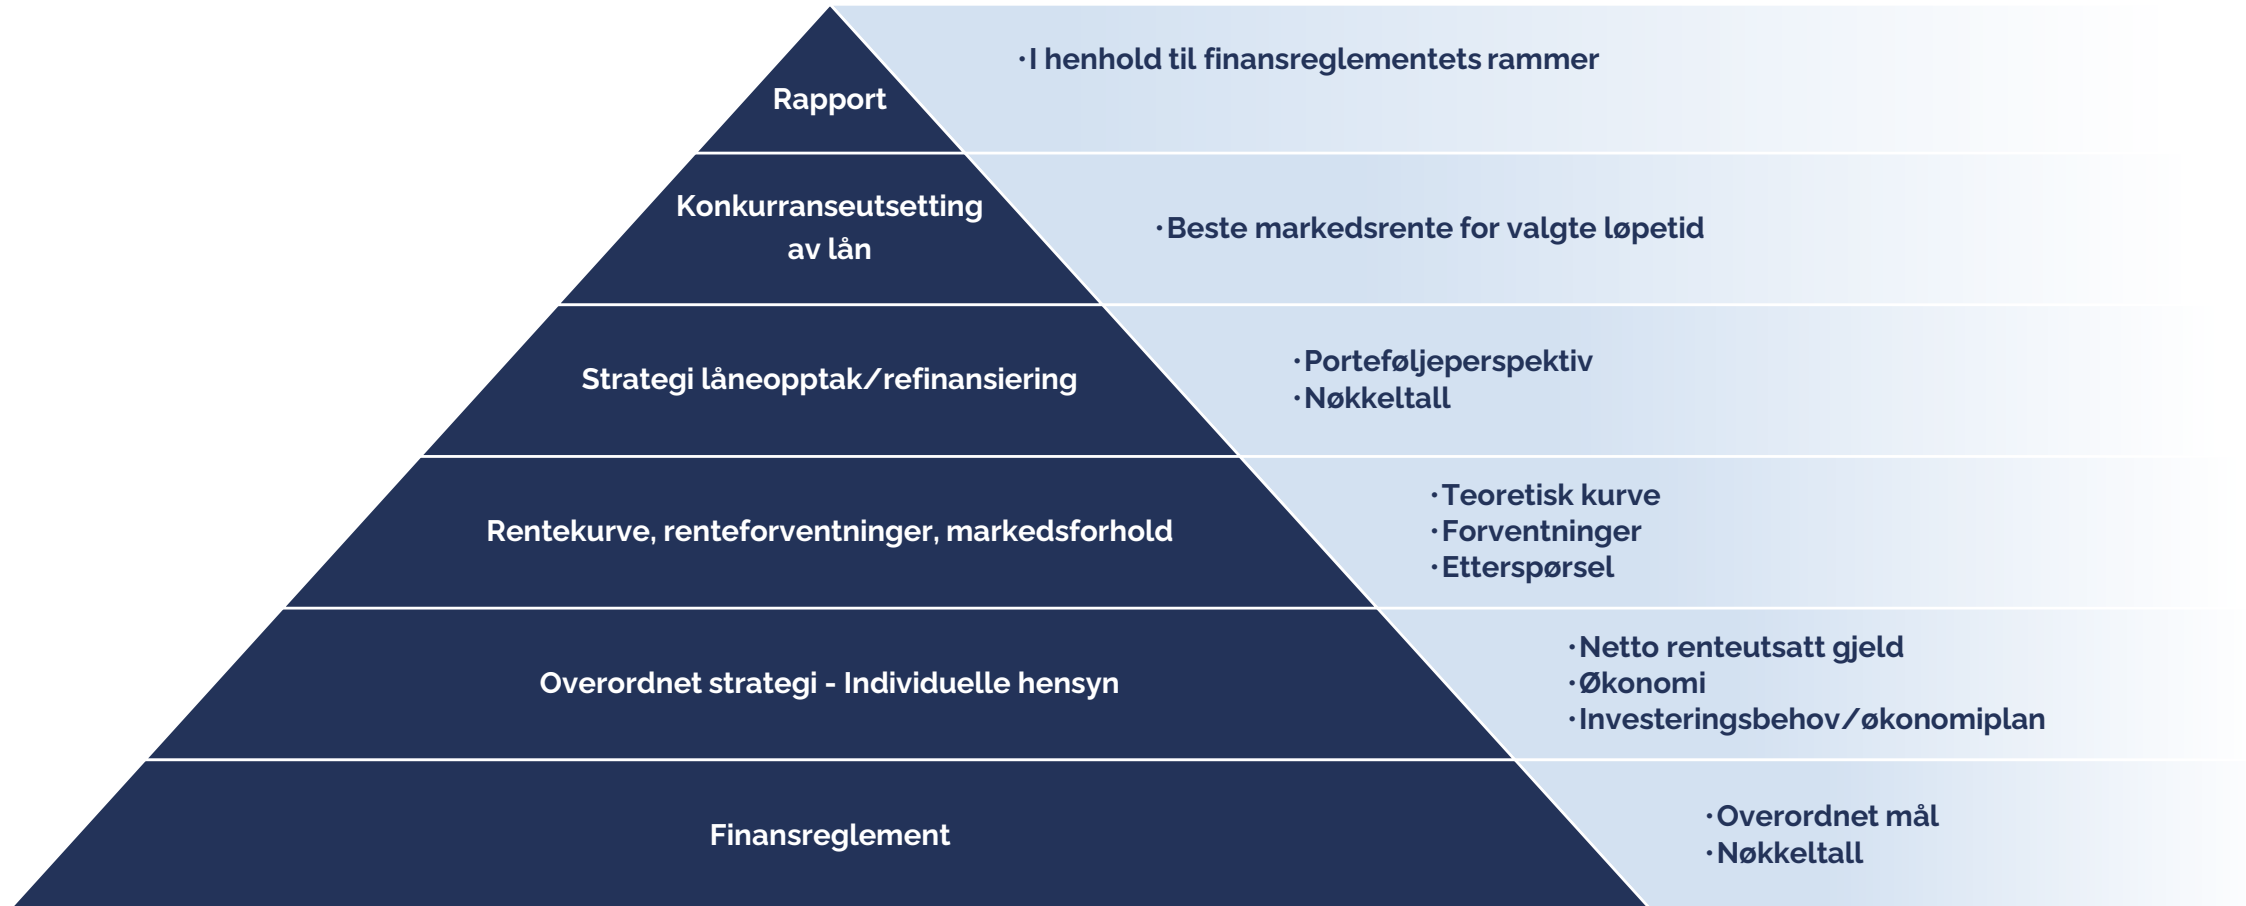 Rapport
·I henhold til finansreglementets rammer
Konkurranseutsetting
av lån
·Beste markedsrente for valgte løpetid
Strategi låneopptak/refinansiering
·Porteføljeperspektiv
·Nøkkeltall
Rentekurve, renteforventninger, markedsforhold
·Teoretisk kurve
·Forventninger
·Etterspørsel
Overordnet strategi - Individuelle hensyn
·Netto renteutsatt gjeld
·Økonomi
·Investeringsbehov/økonomiplan
Finansreglement
·Overordnet mål
·Nøkkeltall